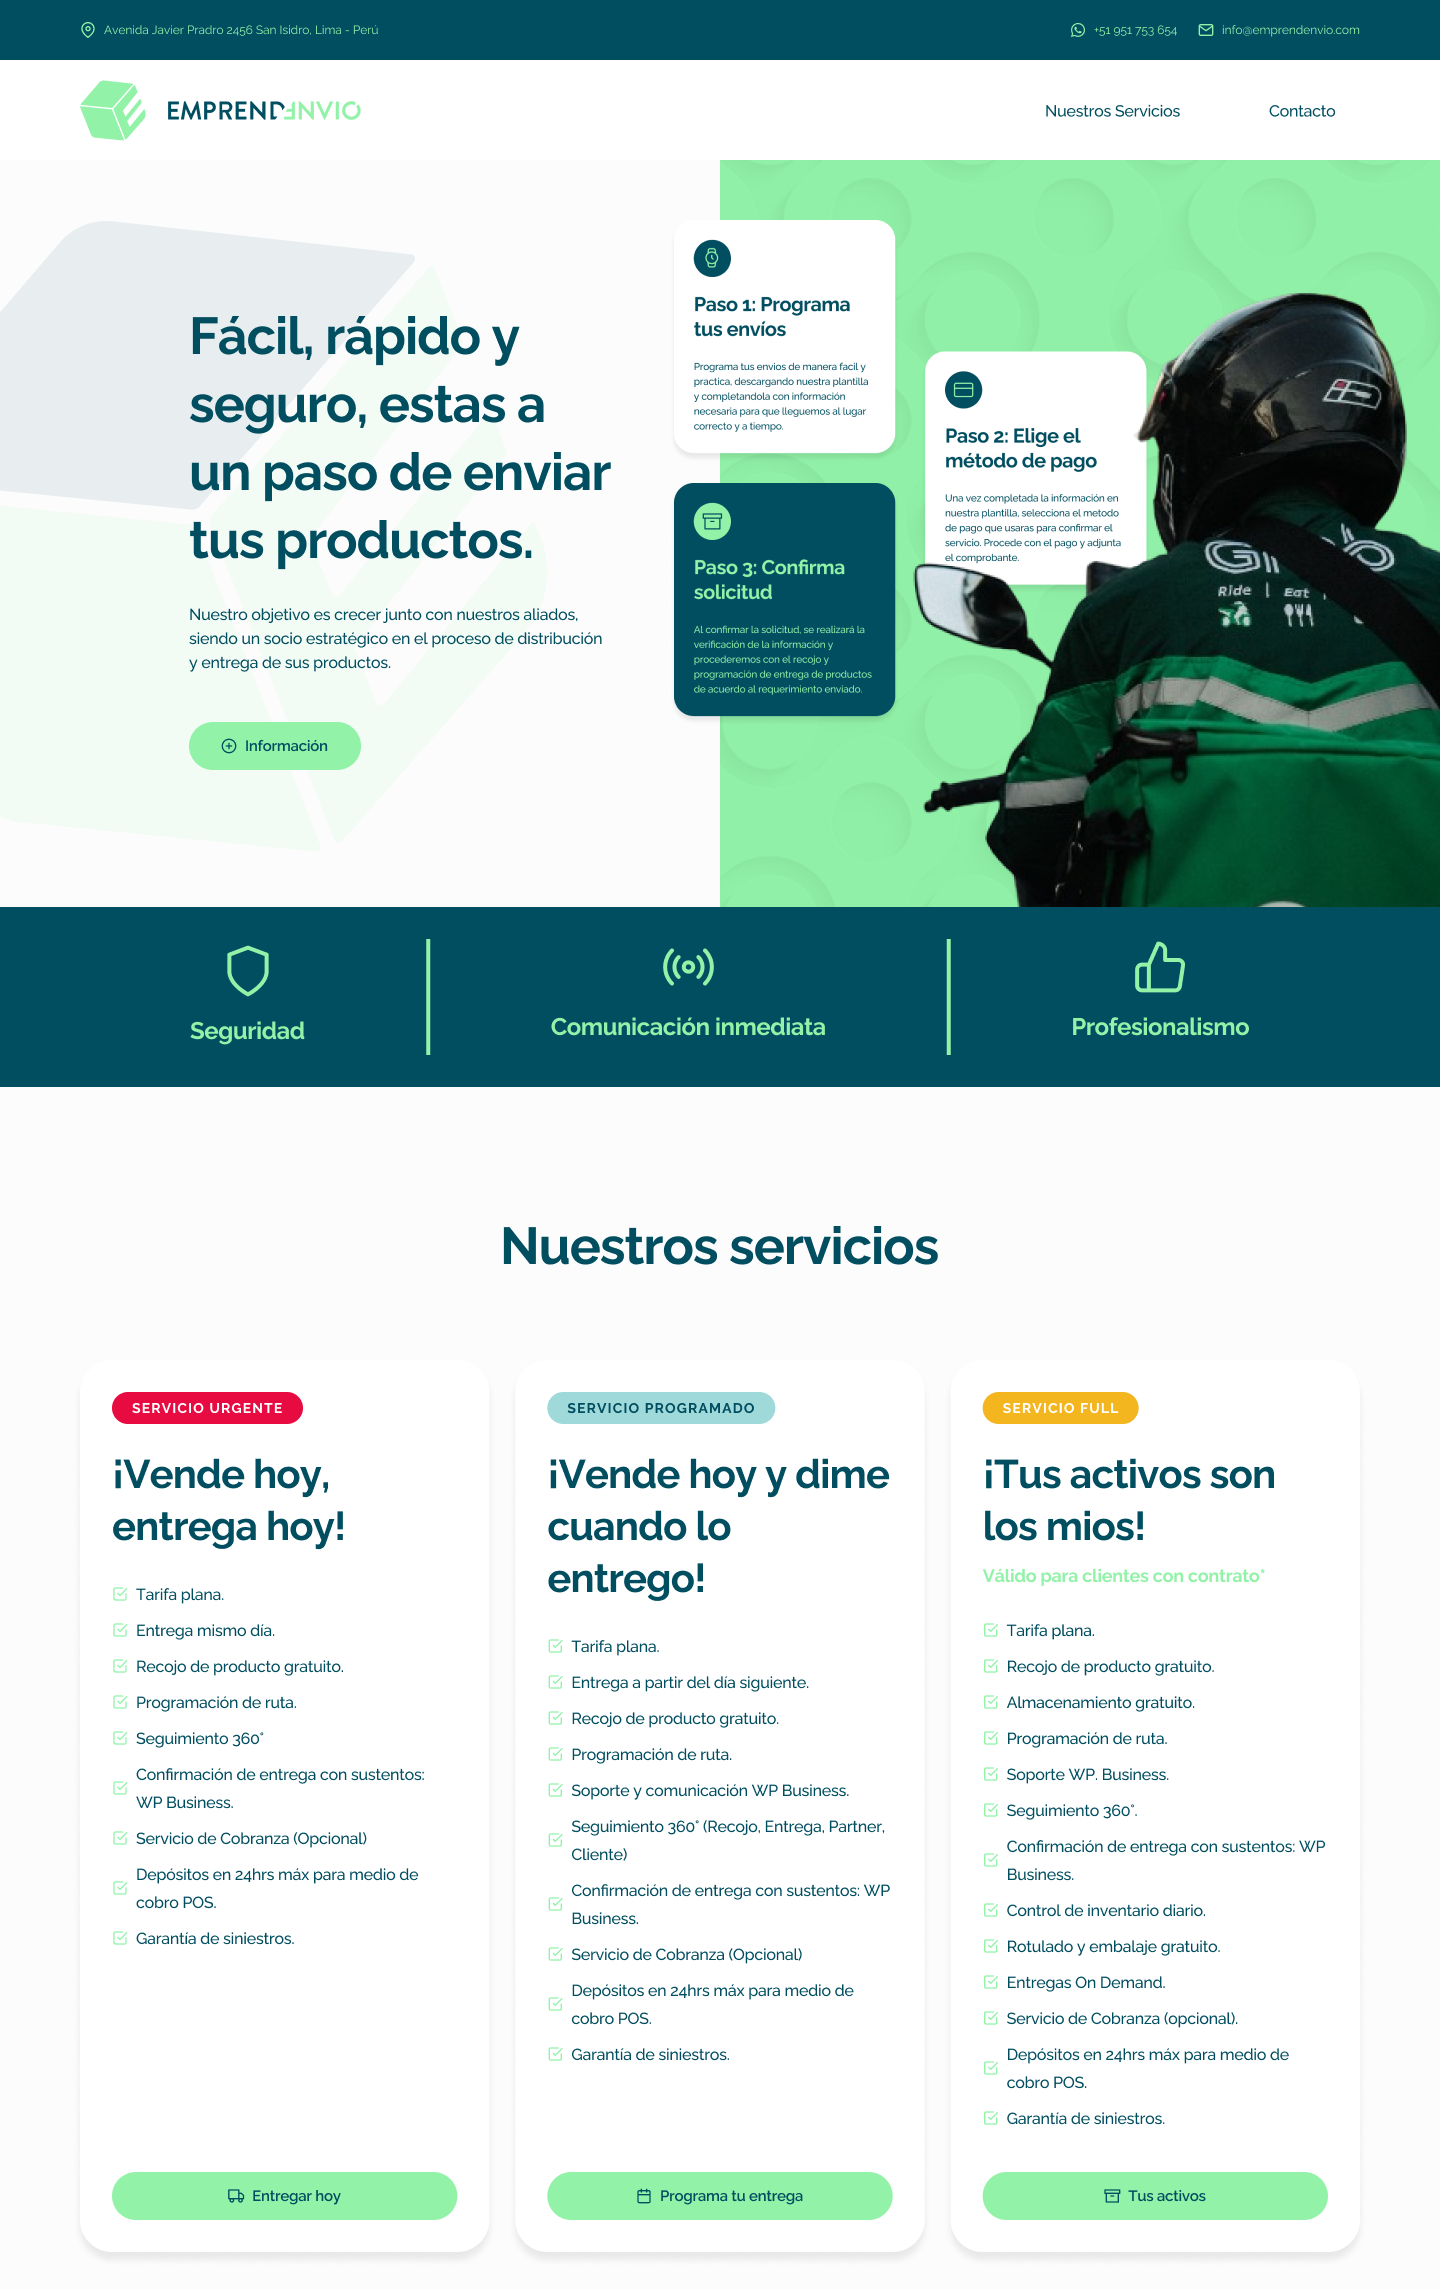 Avenida Javier Pradro 2456 San Isidro, Lima - Perú
+51 951 753 654
info@emprendenvio.com
EMPRENDENVIO
Nuestros Servicios
Contacto
Fácil, rápido y
seguro, estas a
un paso de enviar
tus productos.
Nuestro objetivo es crecer junto con nuestros aliados,
siendo un socio estratégico en el proceso de distribución
y entrega de sus productos.
Información
Paso 1: Programa
tus envíos
Programa tus envios de manera facil y
practica, descargando nuestra plantilla
y completandola con información
necesaria para que lleguemos al lugar
correcto y a tiempo.
Paso 2: Elige el
método de pago
Una vez completada la información en
nuestra plantilla, selecciona el metodo
de pago que usaras para confirmar el
servicio. Procede con el pago y adjunta
el comprobante.
Paso 3: Confirma
solicitud
Al confirmar la solicitud, se realizará la
verificación de la información y
procederemos con el recojo y
programación de entrega de productos
de acuerdo al requerimiento enviado.
Ride | Eat
Seguridad
Comunicación inmediata
Profesionalismo
Nuestros servicios
SERVICIO URGENTE
¡Vende hoy,
entrega hoy!
Tarifa plana.
Entrega mismo día.
Recojo de producto gratuito.
Programación de ruta.
Seguimiento 360°
Confirmación de entrega con sustentos:
WP Business.
Servicio de Cobranza (Opcional)
Depósitos en 24hrs máx para medio de
cobro POS.
Garantía de siniestros.
Entregar hoy
SERVICIO PROGRAMADO
¡Vende hoy y dime
cuando lo
entrego!
Tarifa plana.
Entrega a partir del día siguiente.
Recojo de producto gratuito.
Programación de ruta.
Soporte y comunicación WP Business.
Seguimiento 360° (Recojo, Entrega, Partner,
Cliente)
Confirmación de entrega con sustentos: WP
Business.
Servicio de Cobranza (Opcional)
Depósitos en 24hrs máx para medio de
cobro POS.
Garantía de siniestros.
Programa tu entrega
SERVICIO FULL
¡Tus activos son
los mios!
Válido para clientes con contrato*
Tarifa plana.
Recojo de producto gratuito.
Almacenamiento gratuito.
Programación de ruta.
Soporte WP. Business.
Seguimiento 360°.
Confirmación de entrega con sustentos: WP
Business.
Control de inventario diario.
Rotulado y embalaje gratuito.
Entregas On Demand.
Servicio de Cobranza (opcional).
Depósitos en 24hrs máx para medio de
cobro POS.
Garantía de siniestros.
Tus activos